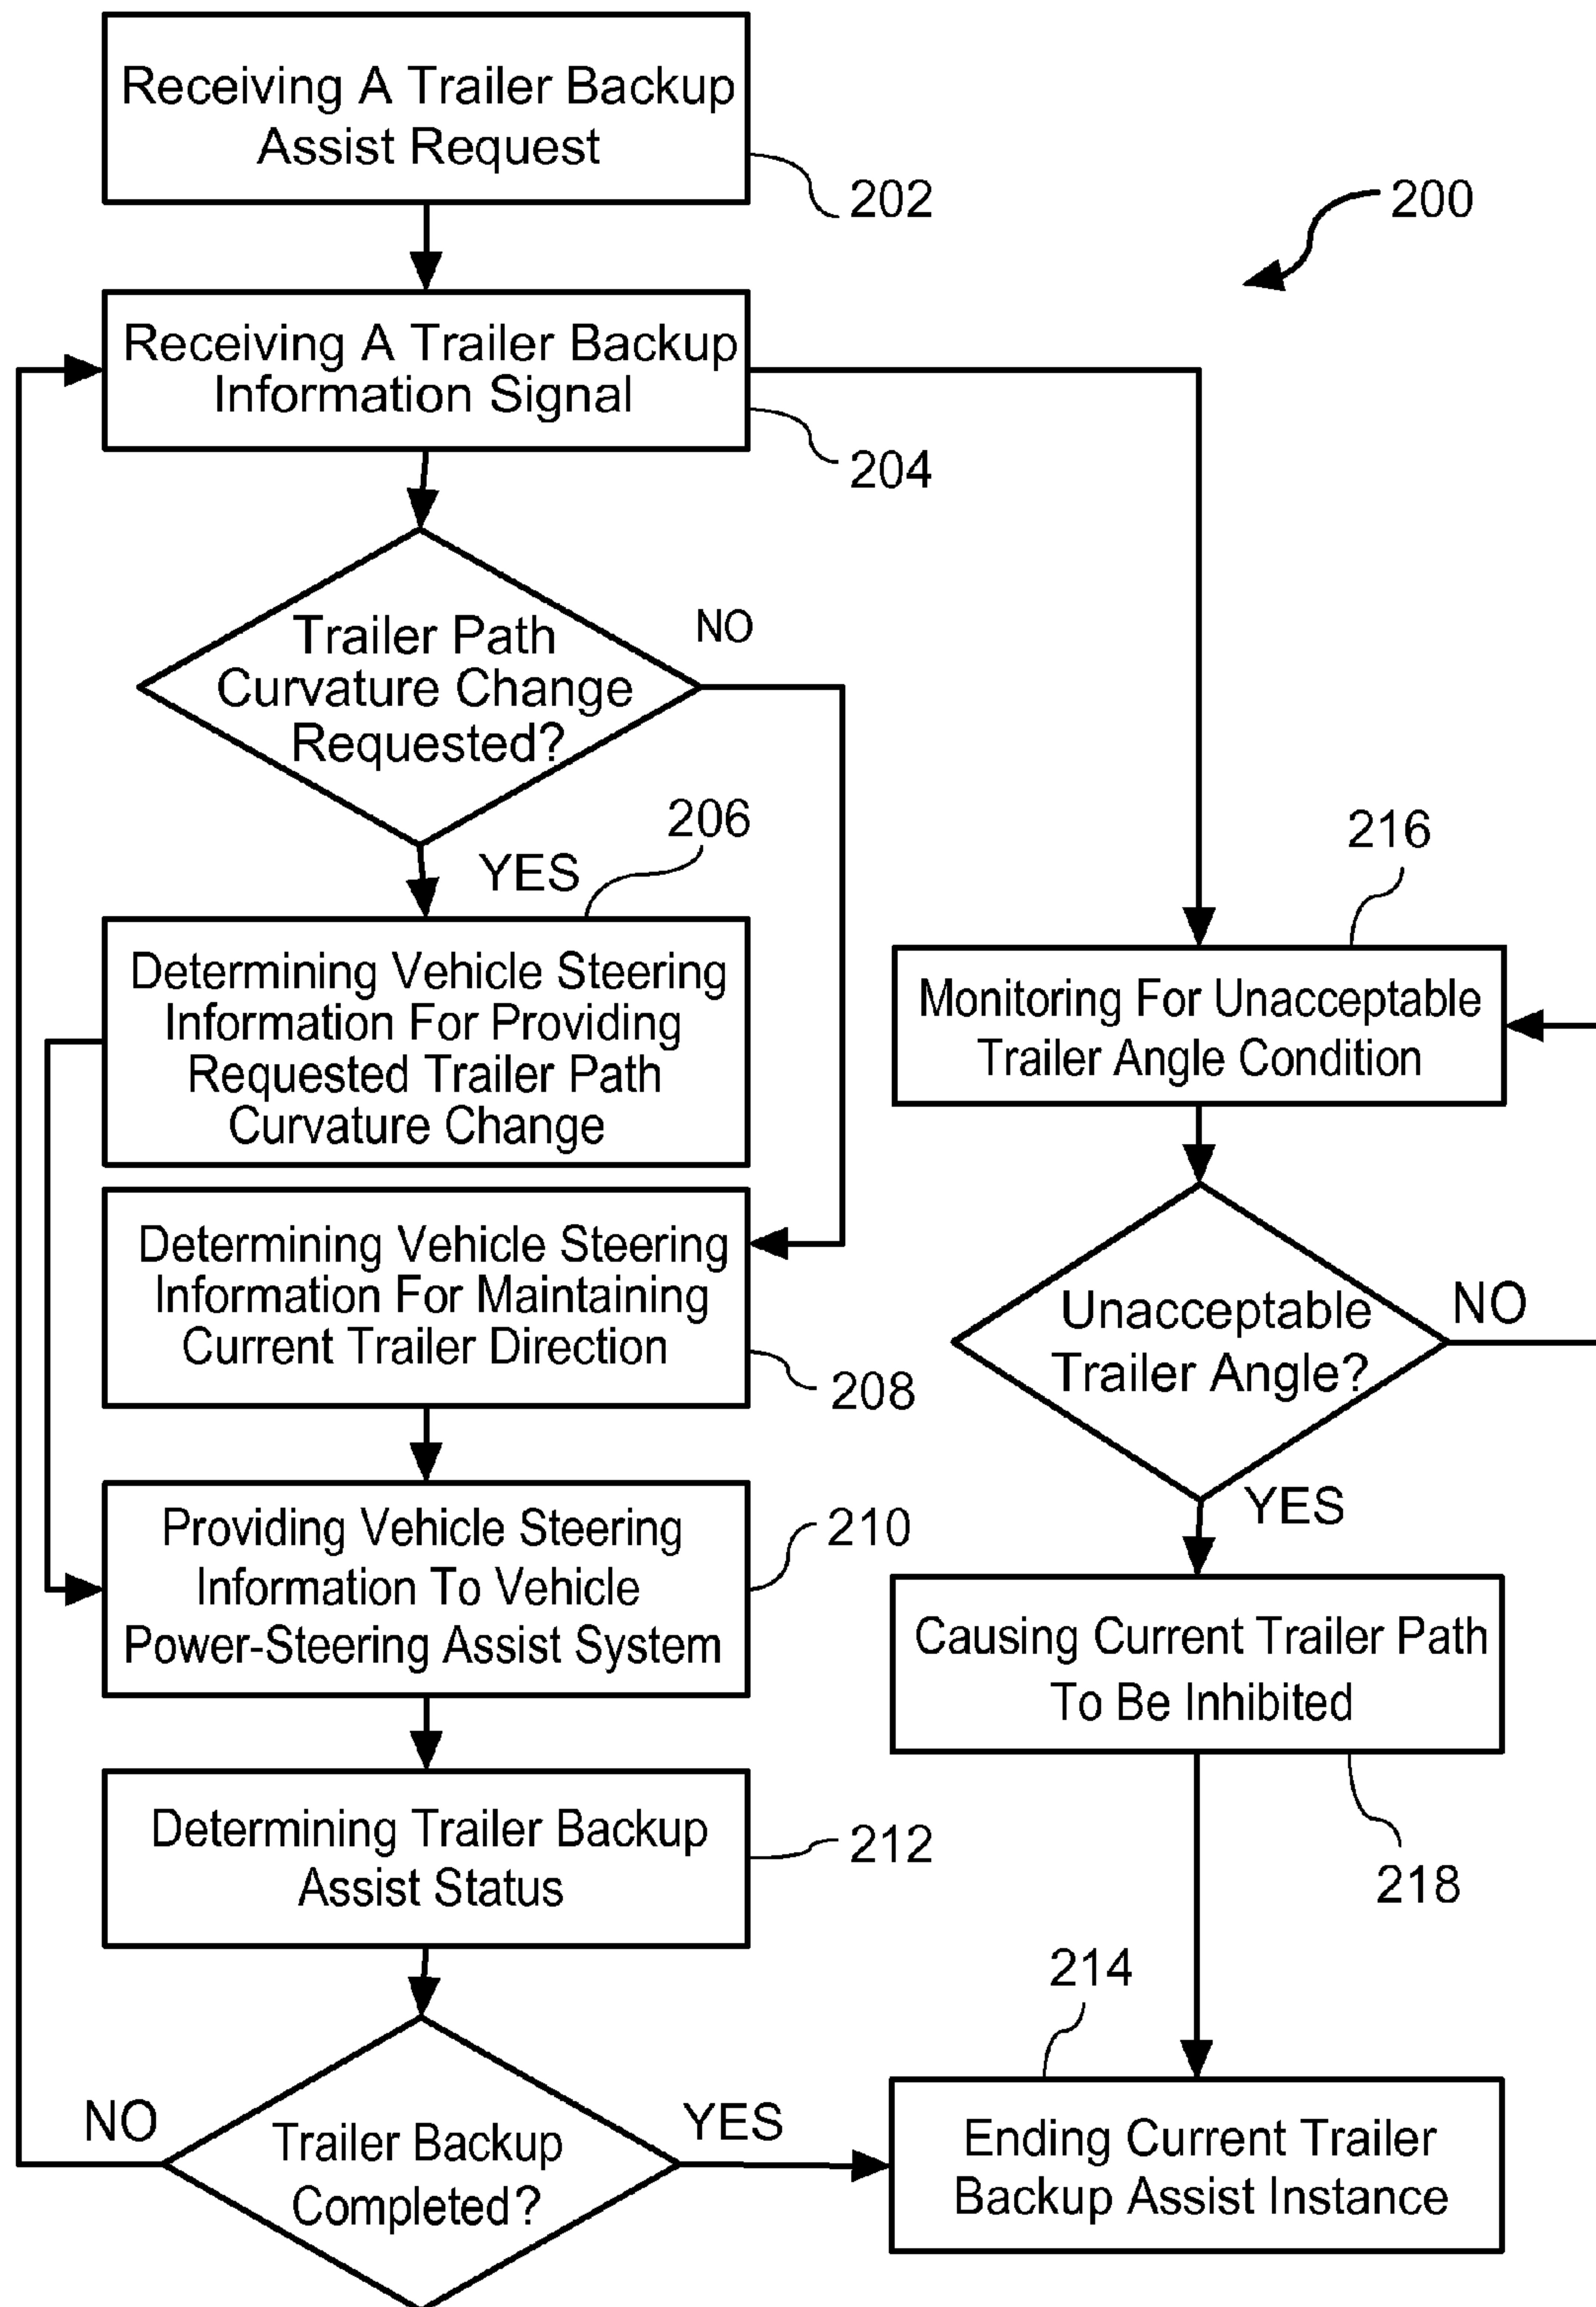 Receiving A Trailer Backup
Assist Request
202
200
Receiving A Trailer Backup
Information Signal
204
Trailer Path
Curvature Change
Requested?
NO
YES
206
Determining Vehicle Steering
Information For Providing
Requested Trailer Path
Curvature Change
Determining Vehicle Steering
Information For Maintaining
Current Trailer Direction
208
Providing Vehicle Steering
Information To Vehicle
Power-Steering Assist System
210
Determining Trailer Backup
Assist Status
212
Trailer Backup
Completed?
NO
YES
216
Monitoring For Unacceptable
Trailer Angle Condition
Unacceptable
Trailer Angle?
NO
YES
Causing Current Trailer Path
To Be Inhibited
218
214
Ending Current Trailer
Backup Assist Instance